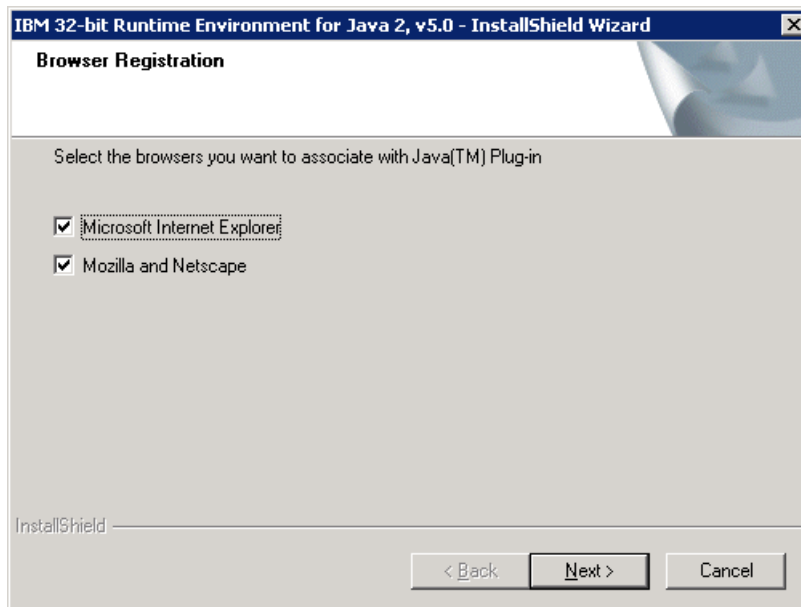 IBM 32-bit Runtime Environment for Java 2, v5.0 - InstallShield Wizard
Browser Registration
Select the browsers you want to associate with Java(TM) Plug-in
Microsoft Internet Explorer
Mozilla and Netscape
InstallShield
< Back Next > Cancel